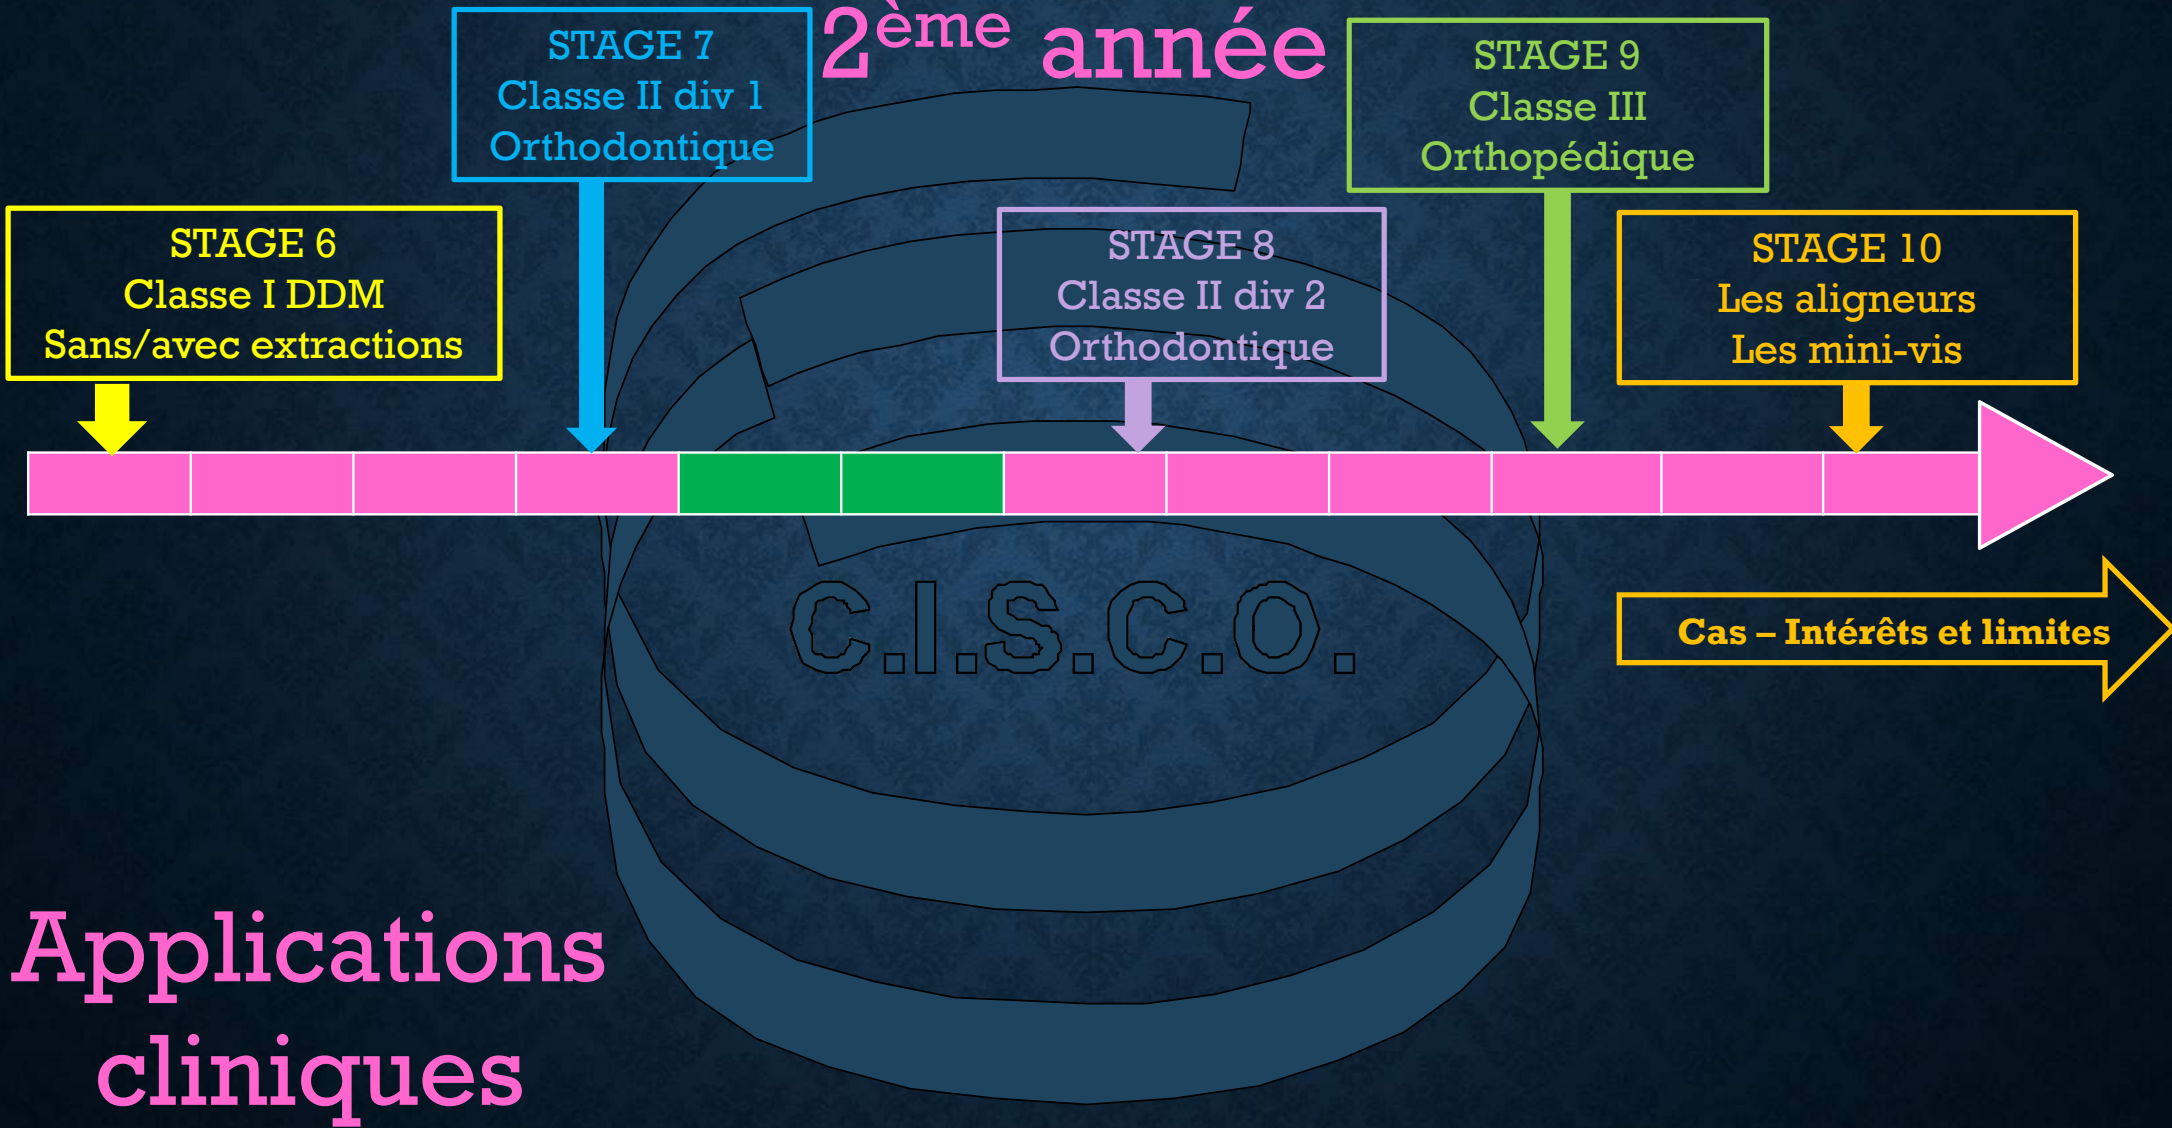 2ème année
STAGE 6
Classe I DDM
Sans/avec extractions
STAGE 7
Classe II div 1
Orthodontique
STAGE 8
Classe II div 2
Orthodontique
STAGE 9
Classe III
Orthopédique
STAGE 10
Les aligneurs
Les mini-vis
C.I.S.C.O.
Cas – Intérêts et limites
Applications
cliniques